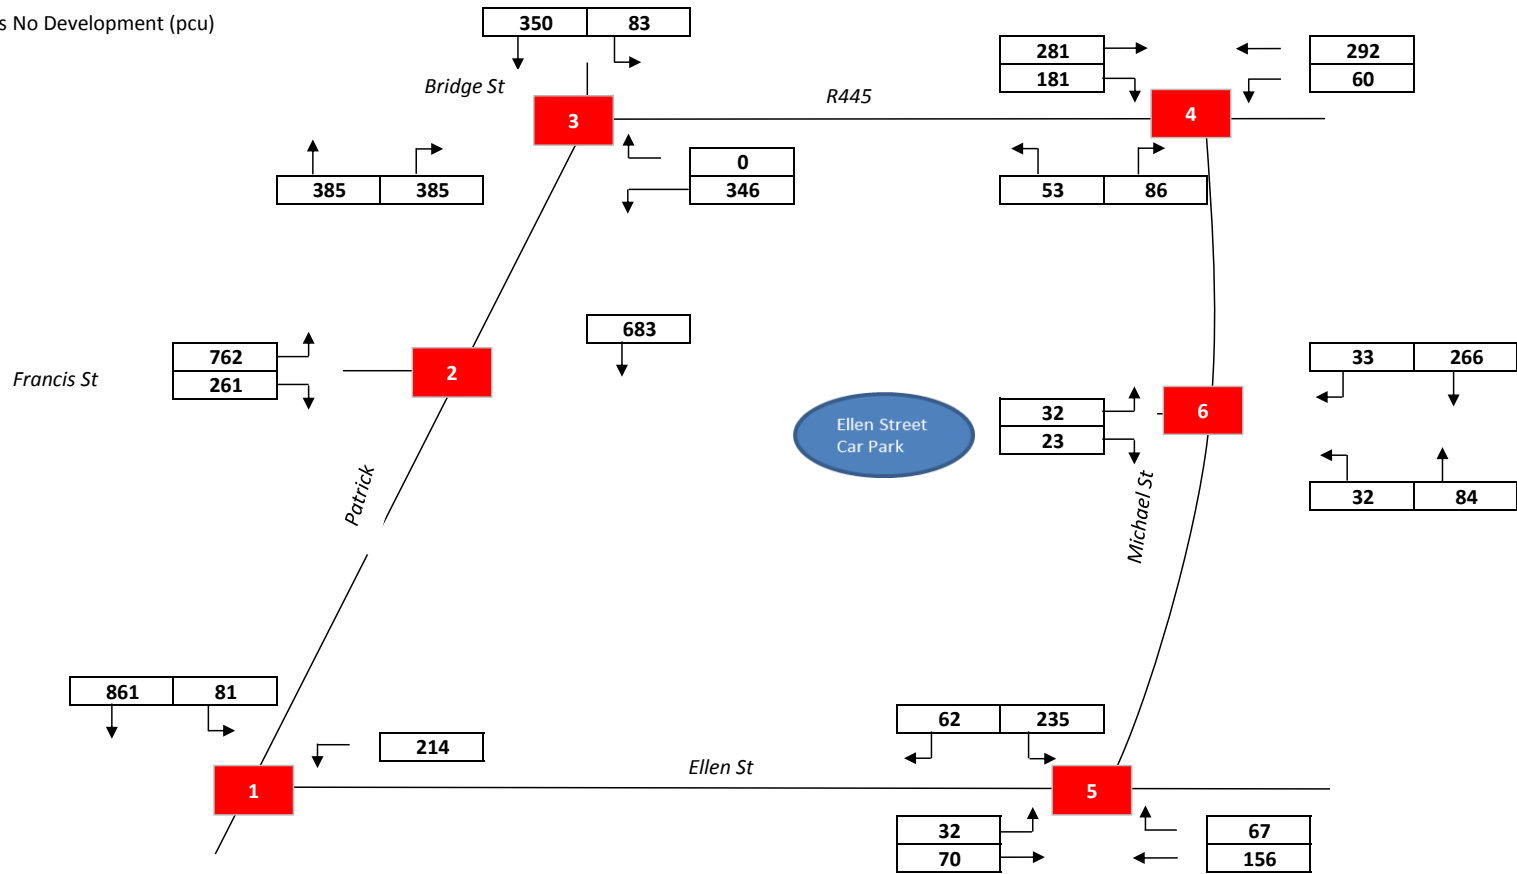 s No Development (pcu)
350 83
281 292
181 60
Bridge St
R445
3
4
0
346
385 385
53 86
683
762
261
2
Francis St
33 266
32
23
6
Ellen Street
Car Park
32 84
Patrick
Michael St
861 81
214
62 235
Ellen St
1
5
32 67
70 156